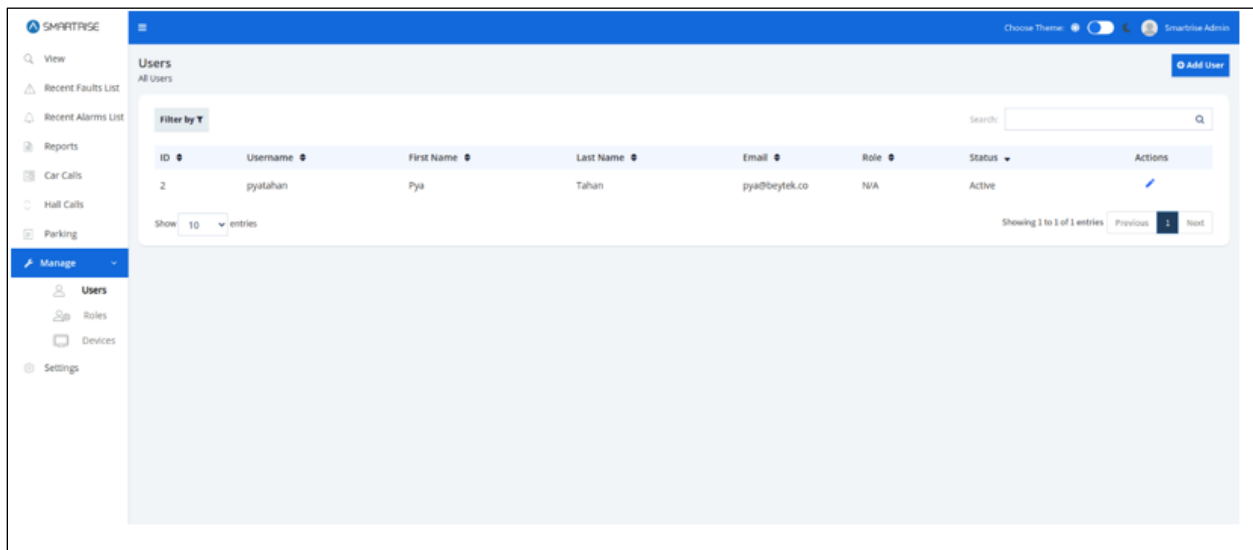 SMARTRISE
Choose Theme:
Smartrise Admin
View
Recent Faults List
Recent Alarms List
Reports
Car Calls
Hall Calls
Parking
Manage
Users
Roles
Devices
Settings
Users
All Users
Add User
Filter by
Search:
ID Username First Name Last Name Email Role Status Actions
2 pyatahan Pya Tahan pya@beytek.co N/A Active
Show 10 entries
Showing 1 to 1 of 1 entries Previous 1 Next